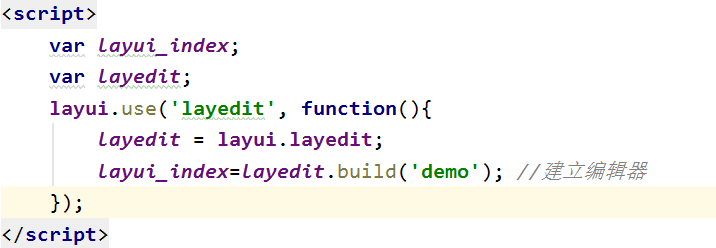 <script>
var layui_index;
var layedit;
layui.use('layedit', function(){
layedit = layui.layedit;
layui_index=layedit.build('demo'); //建立编辑器
});
</script>